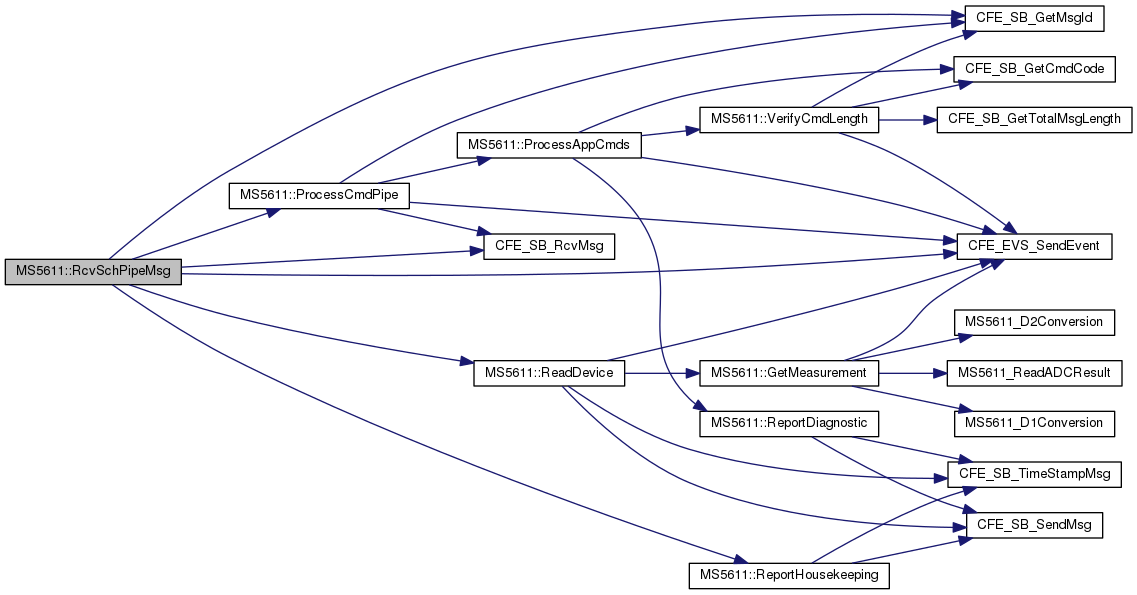 CFE_SB_GetMsgId
CFE_SB_GetCmdCode
MS5611::VerifyCmdLength
CFE_SB_GetTotalMsgLength
MS5611::ProcessAppCmds
MS5611::ProcessCmdPipe
CFE_SB_RcvMsg
CFE_EVS_SendEvent
MS5611::RcvSchPipeMsg
MS5611_D2Conversion
MS5611::ReadDevice
MS5611::GetMeasurement
MS5611_ReadADCResult
MS5611::ReportDiagnostic
MS5611_D1Conversion
CFE_SB_TimeStampMsg
CFE_SB_SendMsg
MS5611::ReportHousekeeping